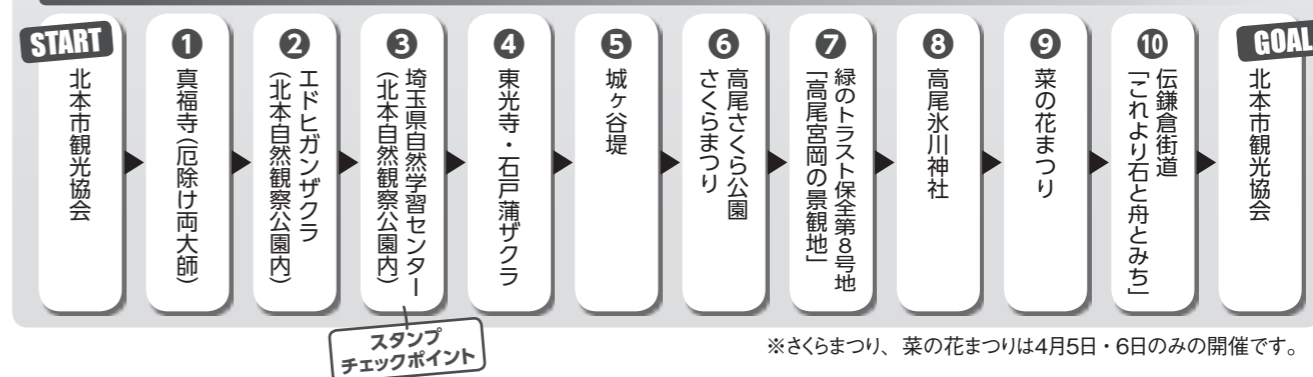 START
北本市観光協会
❶
真福寺(厄除け両大師)
❷
エドヒガンザクラ
(北本自然観察公園内)
❸
埼玉県自然学習センター
(北本自然観察公園内)
スタンプ
チェックポイント
❹
東光寺・石戸蒲ザクラ
❺
城ヶ谷堤
❻
高尾さくら公園
さくらまつり
❼
緑のトラスト保全第8号地
「高尾宮岡の景観地」
❽
高尾氷川神社
❾
菜の花まつり
❿
伝鎌倉街道
「これより石と舟とみち」
GOAL
北本市観光協会
※さくらまつり、菜の花まつりは4月5日・6日のみの開催です。